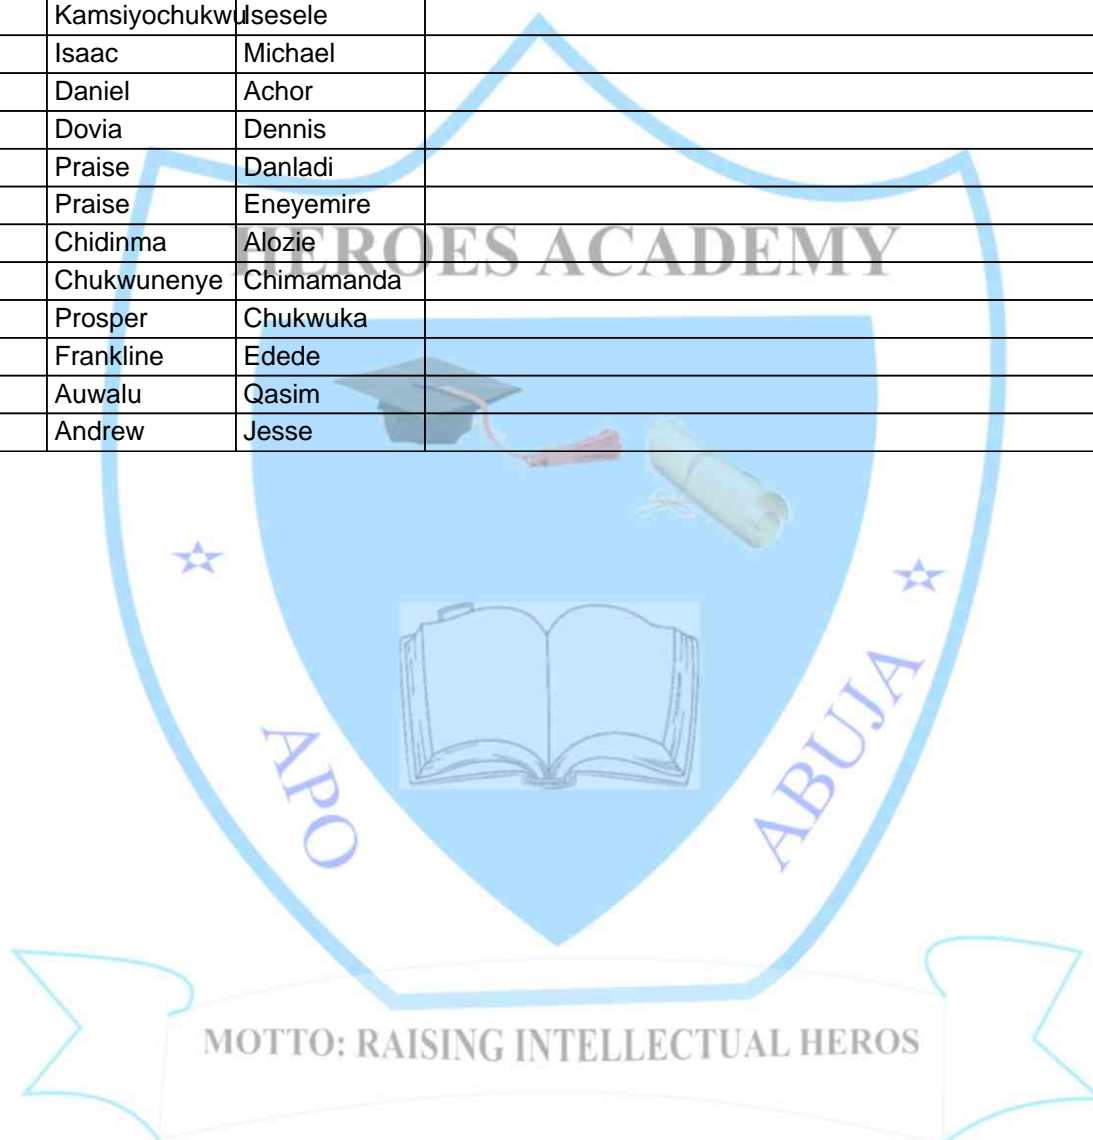 Kamsiyochukwu Isesele
Isaac Michael
Daniel Achor
Dovia Dennis
Praise Danladi
Praise Eneyemire
Chidinma Alozie
Chukwunenye Chimamanda
Prosper Chukwuka
Frankline Edede
Auwalu Qasim
Andrew Jesse
HEROES ACADEMY
APO
ABUJA
MOTTO: RAISING INTELLECTUAL HEROS